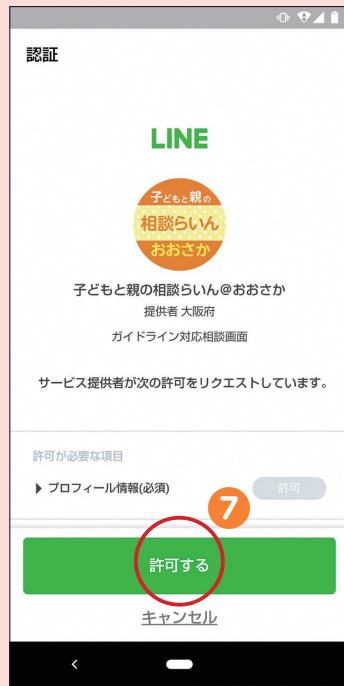 認証
LINE
子どもと親の
相談らいん
おおさか
子どもと親の相談らいん@おおさか
提供者 大阪府
ガイドライン対応相談画面
サービス提供者が次の許可をリクエストしています。
許可が必要な項目
▶ プロフィール情報(必須)
許可
7
許可する
キャンセル